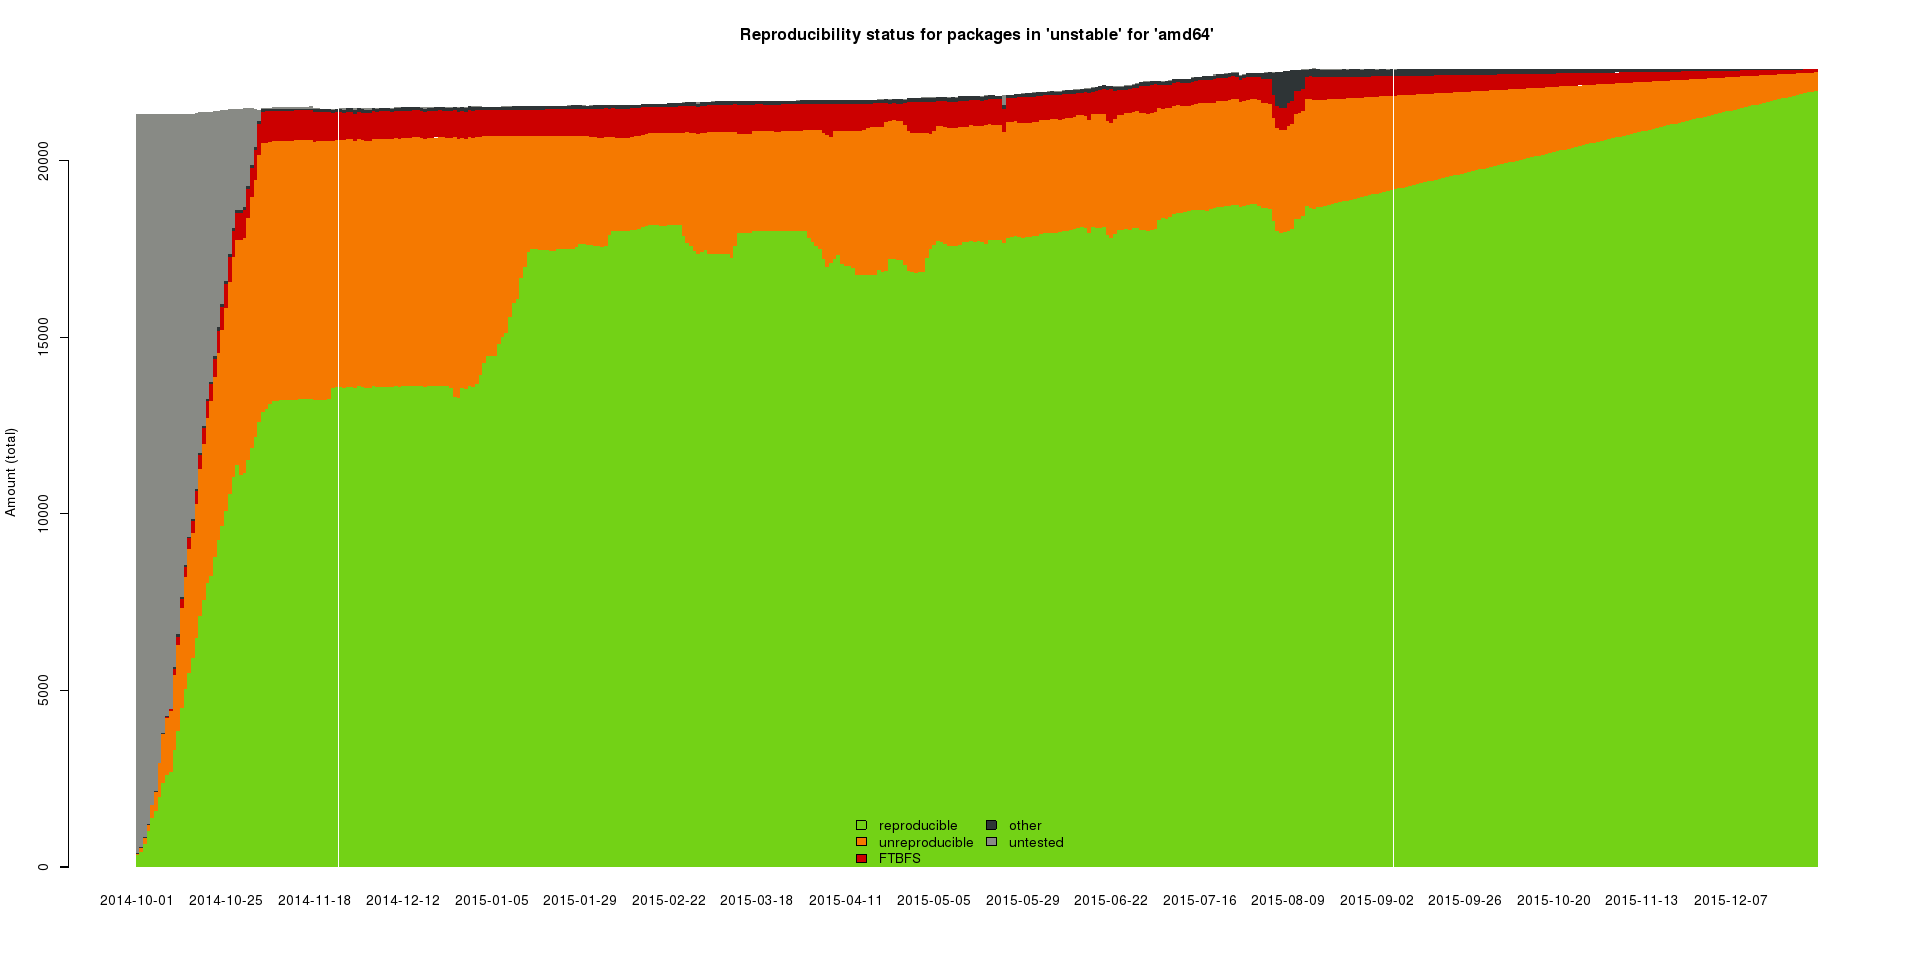 Reproducibility status for packages in 'unstable' for 'amd64'
Amount (total)
20000
15000
10000
5000
0
reproducible
unreproducible
FTBFS
other
untested
2014-10-01 2014-10-25 2014-11-18 2014-12-12 2015-01-05 2015-01-29 2015-02-22 2015-03-18 2015-04-11 2015-05-05 2015-05-29 2015-06-22 2015-07-16 2015-08-09 2015-09-02 2015-09-26 2015-10-20 2015-11-13 2015-12-07